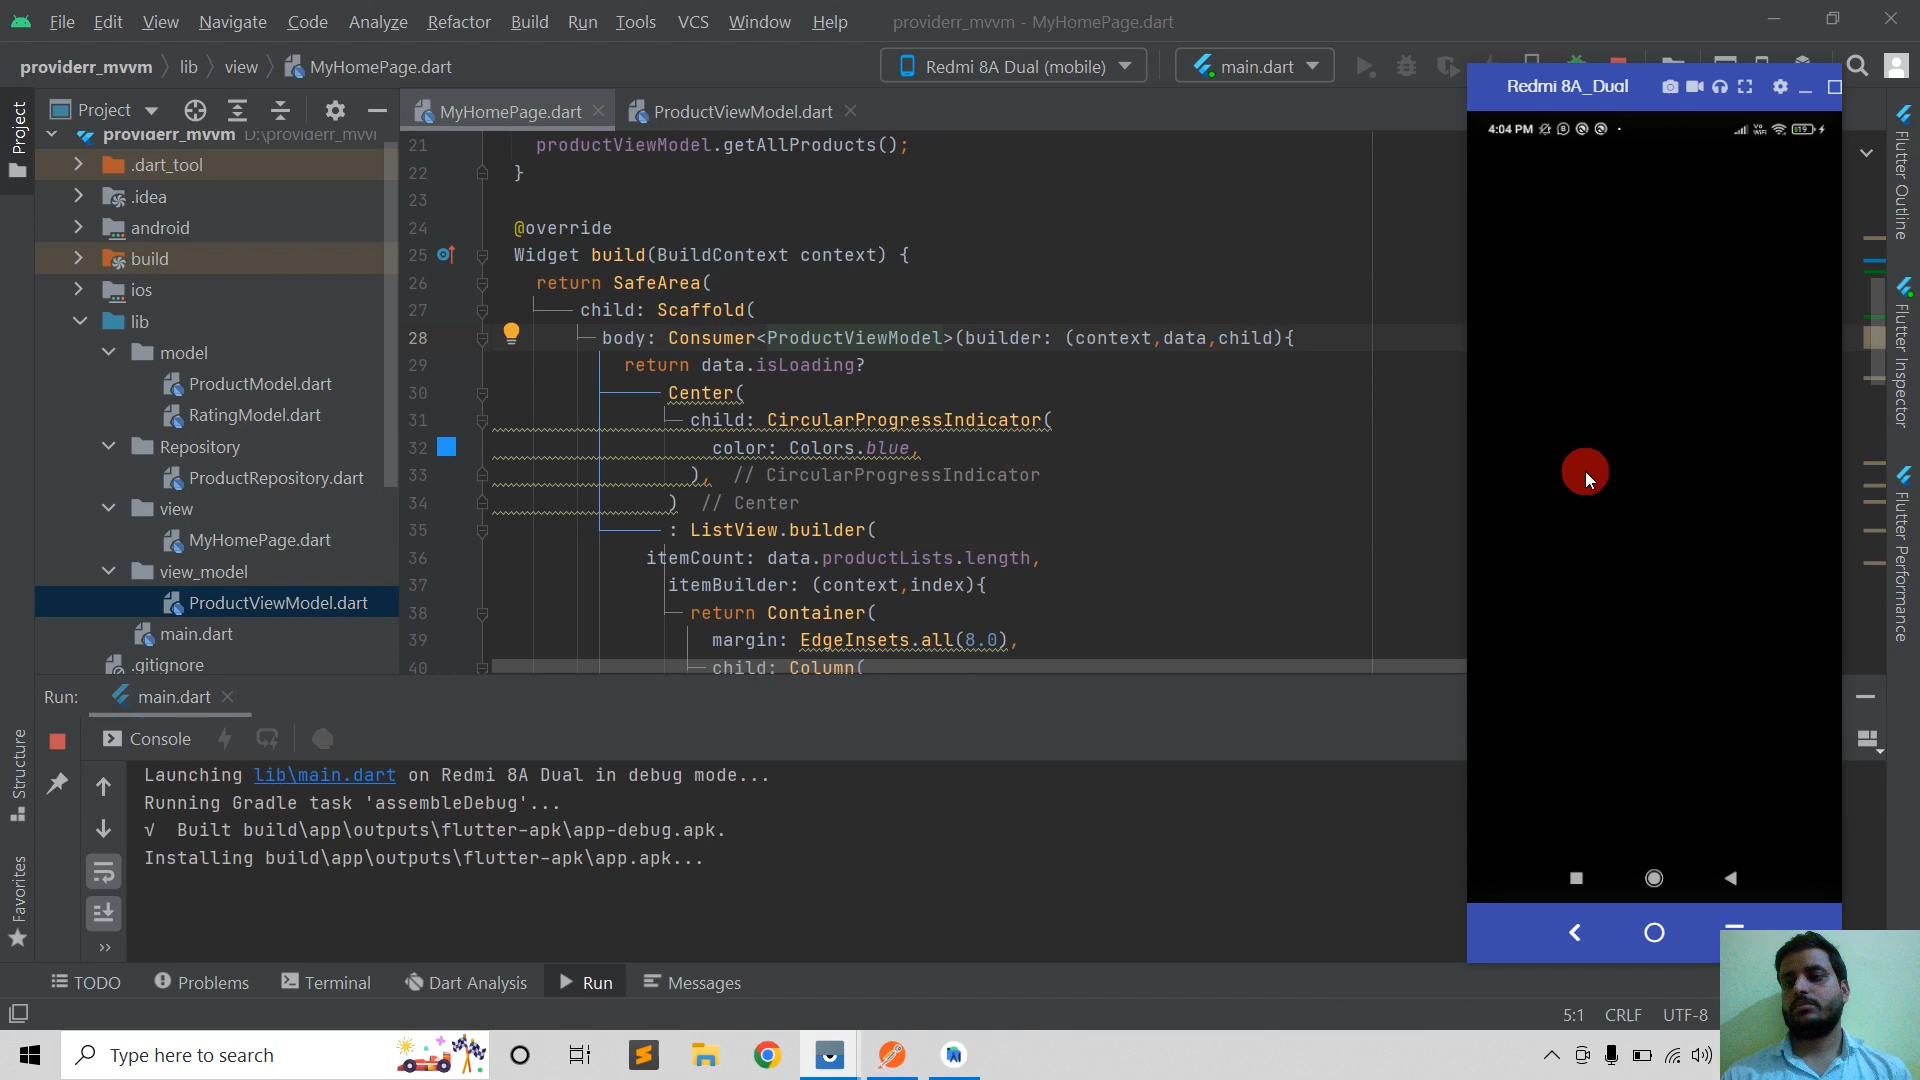 File Edit View Navigate Code Analyze Refactor Build Run Tools VCS Window Help providerr_mvvm - MyHomePage.dart
providerr_mvvm lib view MyHomePage.dart
Redmi 8A Dual (mobile) main.dart
Project
Project
MyHomePage.dart ProductViewModel.dart
providerr_mvvm D:\providerr_mvvi
.dart_tool
.idea
android
build
ios
lib
model
ProductModel.dart
RatingModel.dart
Repository
ProductRepository.dart
view
MyHomePage.dart
view_model
ProductViewModel.dart
main.dart
.gitignore
21 productViewModel.getAllProducts();
22 }
23
24 @override
25 Widget build(BuildContext context) {
26 return SafeArea(
27 child: Scaffold(
28 body: Consumer<ProductViewModel>(builder: (context,data,child){
29 return data.isLoading?
30 Center(
31 child: CircularProgressIndicator(
32 color: Colors.blue,
33 ), // CircularProgressIndicator
34 ) // Center
35 : ListView.builder(
36 itemCount: data.productLists.length,
37 itemBuilder: (context,index){
38 return Container(
39 margin: EdgeInsets.all(8.0),
40 child: Column(
Redmi 8A_Dual
4:04 PM
19
Flutter Outline
Flutter Inspector
Flutter Performance
Run: main.dart
Console
Launching lib\main.dart on Redmi 8A Dual in debug mode...
Running Gradle task 'assembleDebug'...
√ Built build\app\outputs\flutter-apk\app-debug.apk.
Installing build\app\outputs\flutter-apk\app.apk...
Structure
Favorites
TODO Problems Terminal Dart Analysis Run Messages
5:1 CRLF UTF-8
Type here to search